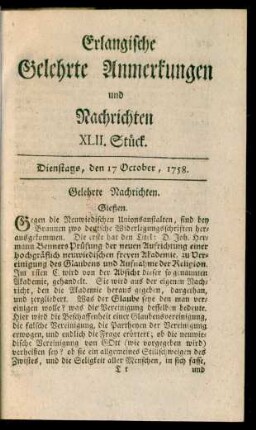 Erlangische
Gelehrte Anmerkungen
und
Nachrichten
XLII. Stück.
Dienstags, den 17 October, 1758.
Gelehrte Nachrichten.
Gießen.
Gegen die Neuwiedischen Unionsanstalten, sind bey
Braunen zwo deutsche Widerlegungsschriften her-
ausgekommen. Die erste hat den Titel: D. Joh. Her-
mann Benners Prüfung der neuen Aufrichtung einer
hochgräflich neuwiedischen freyen Akademie, zu Ver-
einigung des Glaubens und Aufnahme der Religion.
Im ersten C wird von der Absicht dieser so genannten
Akademie, gehandelt. Sie wird aus der eigenen Nach-
richt, den die Akademie heraus gegeben, dargethan,
und zergliedert. Was der Glaube seye den man ver-
einigen wolle? was die Vereinigung desselben bedeute.
Hier wird die Beschaffenheit einer Glaubensvereinigung,
die falsche Vereinigung, die Partheyen der Vereinigung
erwogen, und endlich die Frage erörtert; ob die neuwie-
dische Vereinigung von GOtt (wie vorgegeben wird)
verheisen sey? ob sie ein allgemeines Stillschweigen des
Zwistes, und die Seligkeit aller Menschen, in sich fasse,
T t
und